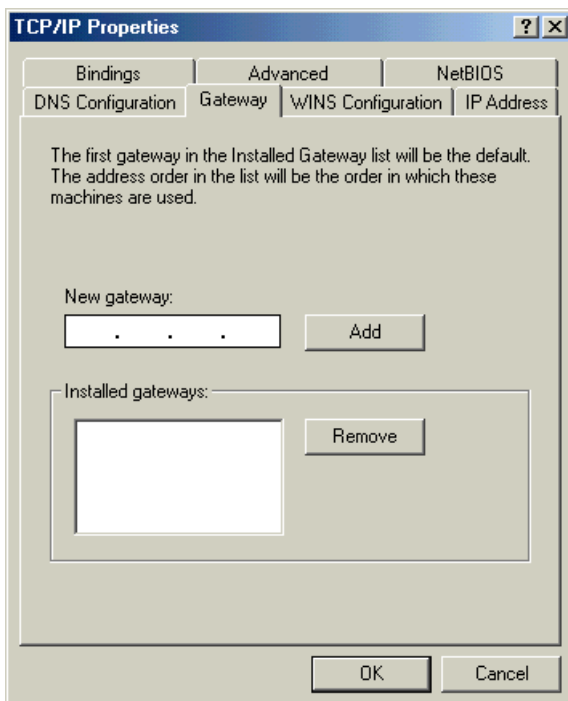 TCP/IP Properties
Bindings Advanced NetBIOS
DNS Configuration Gateway WINS Configuration IP Address
The first gateway in the Installed Gateway list will be the default.
The address order in the list will be the order in which these
machines are used.
New gateway:
. . .
Add
Installed gateways:
Remove
OK Cancel